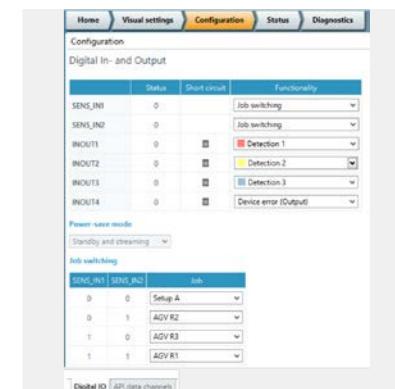 Home Visual settings Configuration Status Diagnostics
Configuration
Digital In- and Output
Status Short circuit Functionality
SENS_IN1 0 Job switching
SENS_IN2 0 Job switching
INOUT1 0 Detection 1
INOUT2 0 Detection 2
INOUT3 0 Detection 3
INOUT4 0 Device error (Output)
Power-save mode
Standby and streaming
Job switching
SENS_IN1 SENS_IN2 Job
0 0 Setup A
0 1 AGV R2
1 0 AGV R3
1 1 AGV R1
Digital IO API data channels